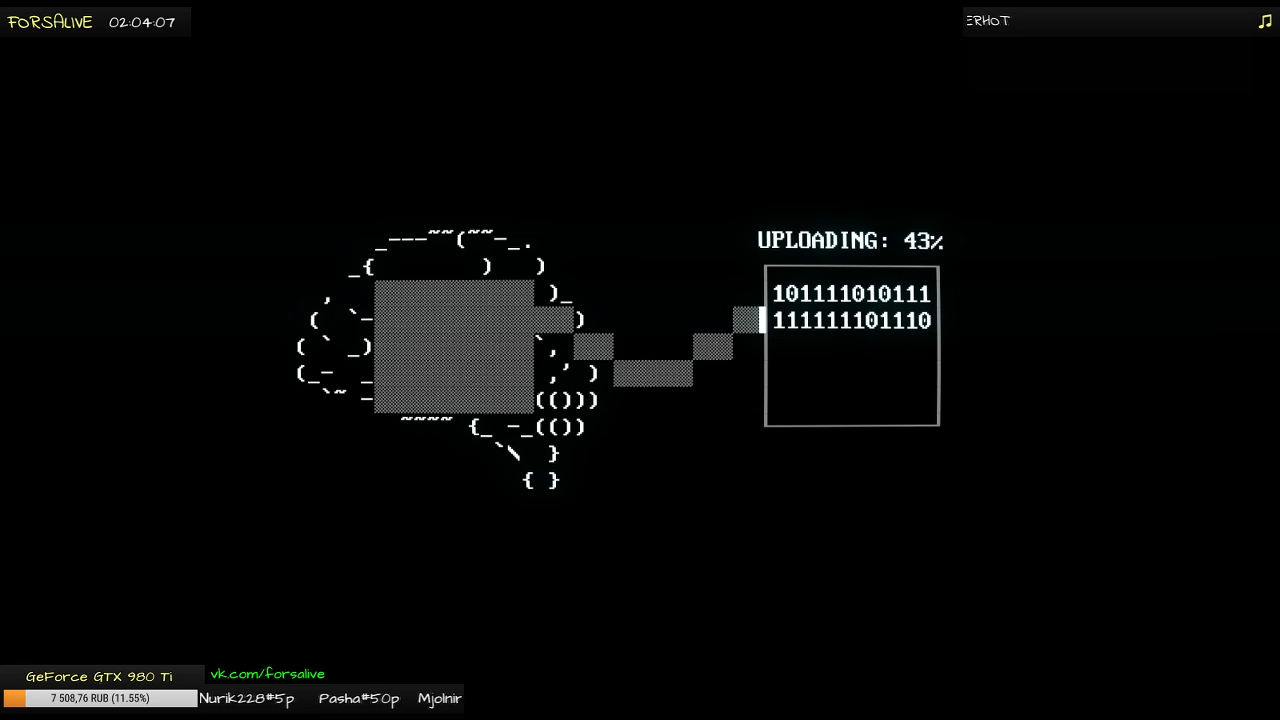 FORSALIVE 02:04:07
ERHOT
UPLOADING: 43%
101111010111
111111101110
GeForce GTX 980 Ti
vk.com/forsalive
7 508,76 RUB (11.55%)
Nurik228#5p Pasha#50p Mjolnir